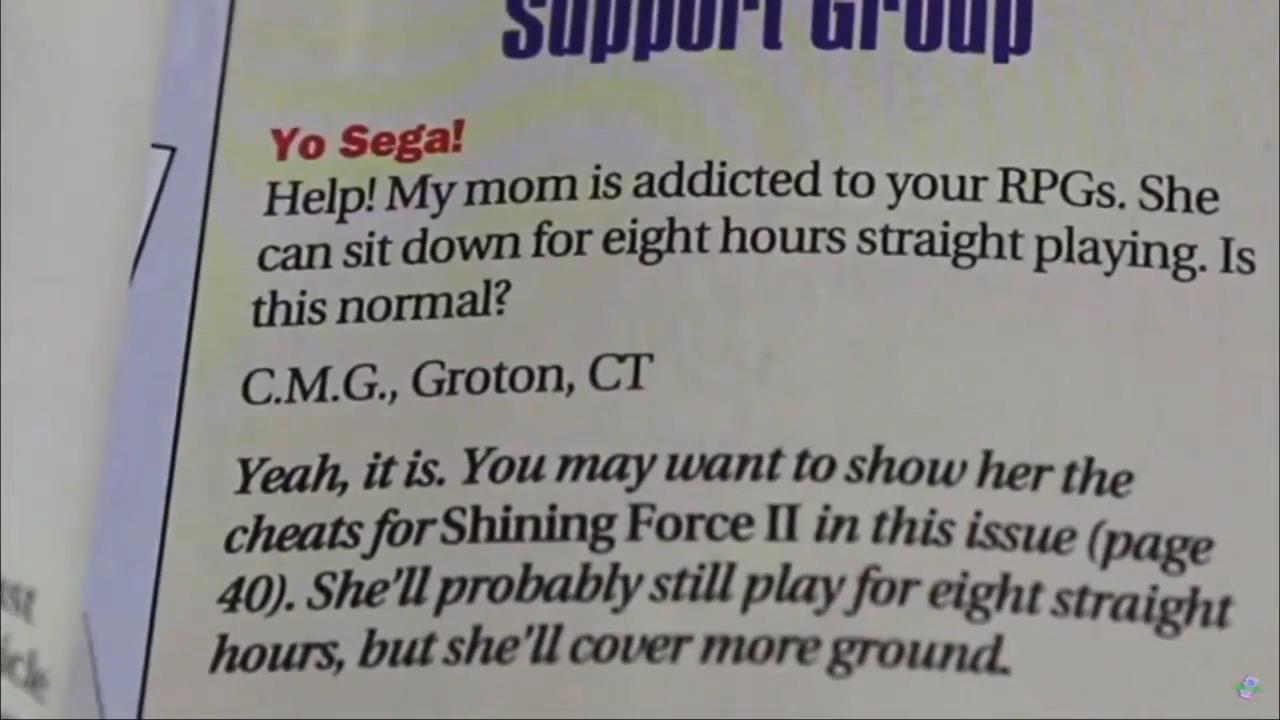 Support Group
Yo Sega!
Help! My mom is addicted to your RPGs. She
can sit down for eight hours straight playing. Is
this normal?
C.M.G., Groton, CT
Yeah, it is. You may want to show her the
cheats for Shining Force II in this issue (page
40). She'll probably still play for eight straight
hours, but she'll cover more ground.